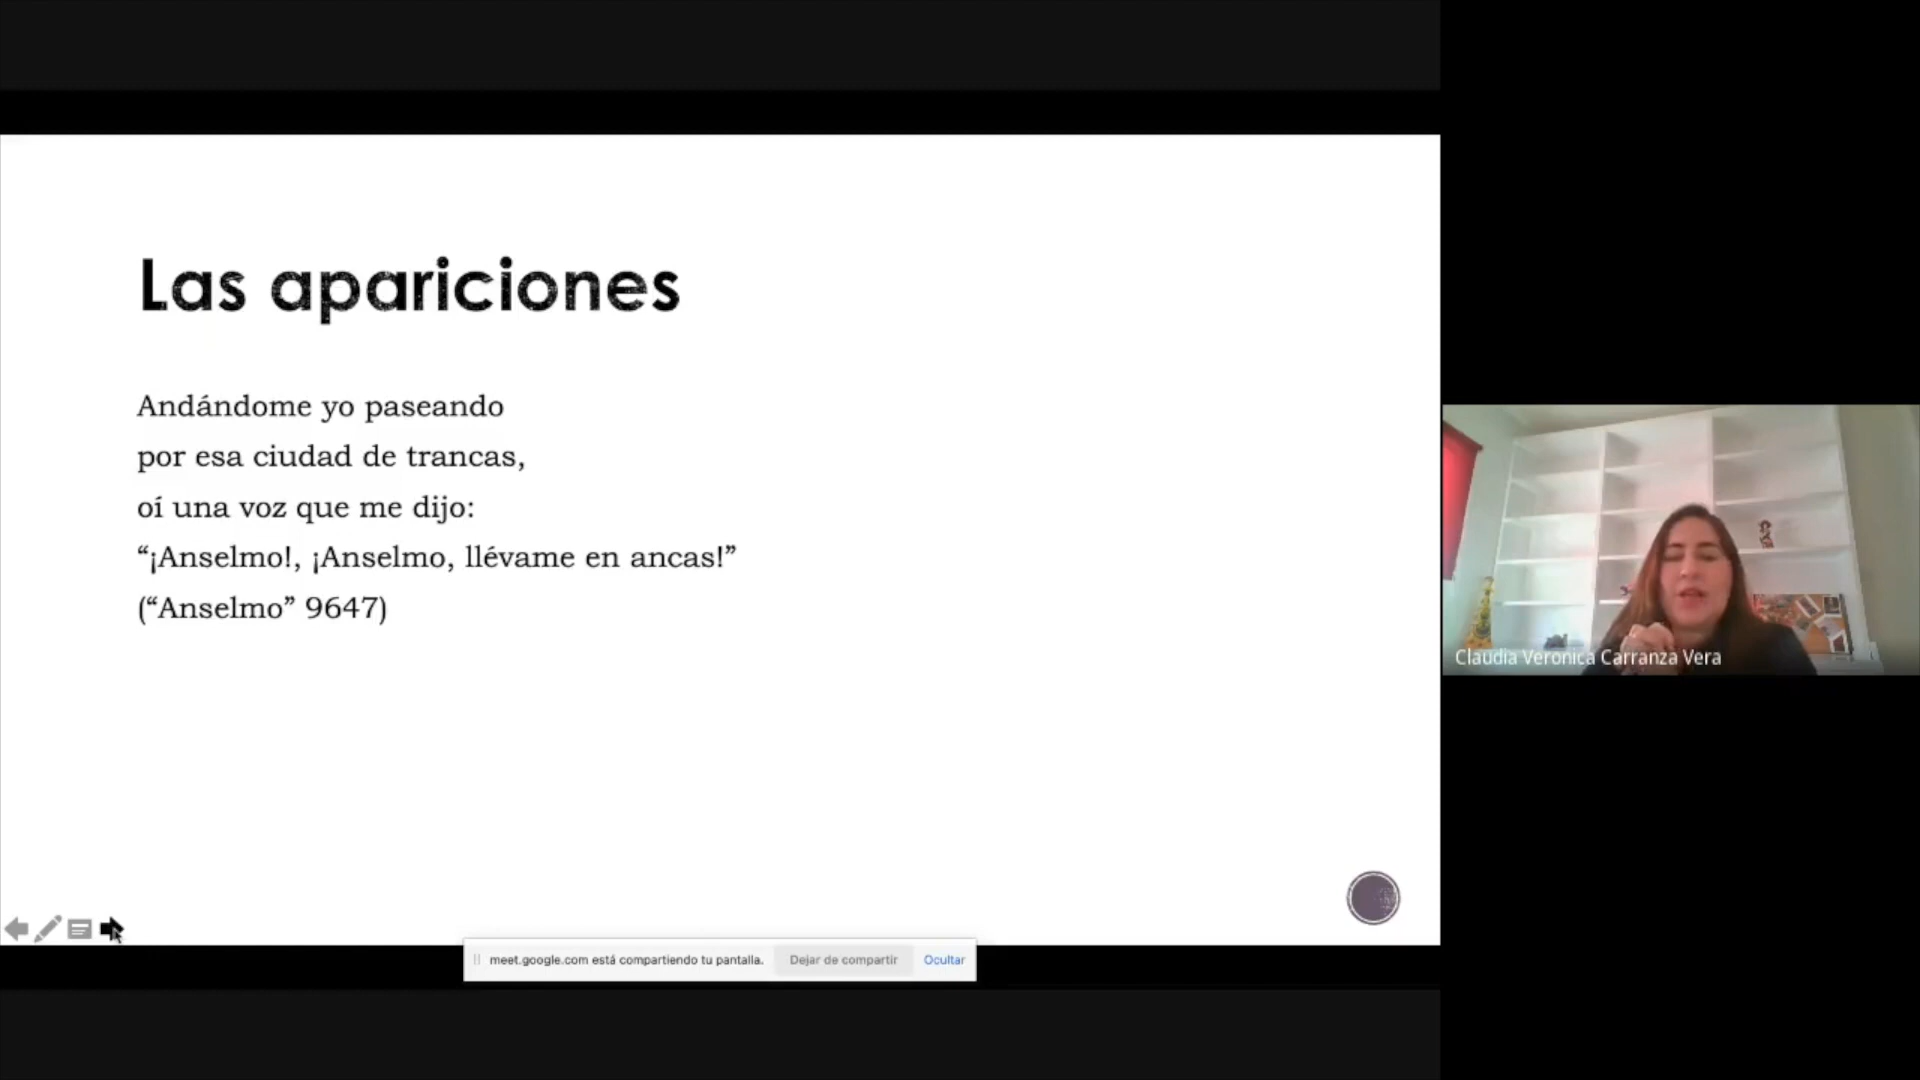 Las apariciones
Andándome yo paseando
por esa ciudad de trancas,
oí una voz que me dijo:
“¡Anselmo!, ¡Anselmo, llévame en ancas!”
(“Anselmo” 9647)
Claudia Veronica Carranza Vera
meet.google.com está compartiendo tu pantalla. Dejar de compartir Ocultar